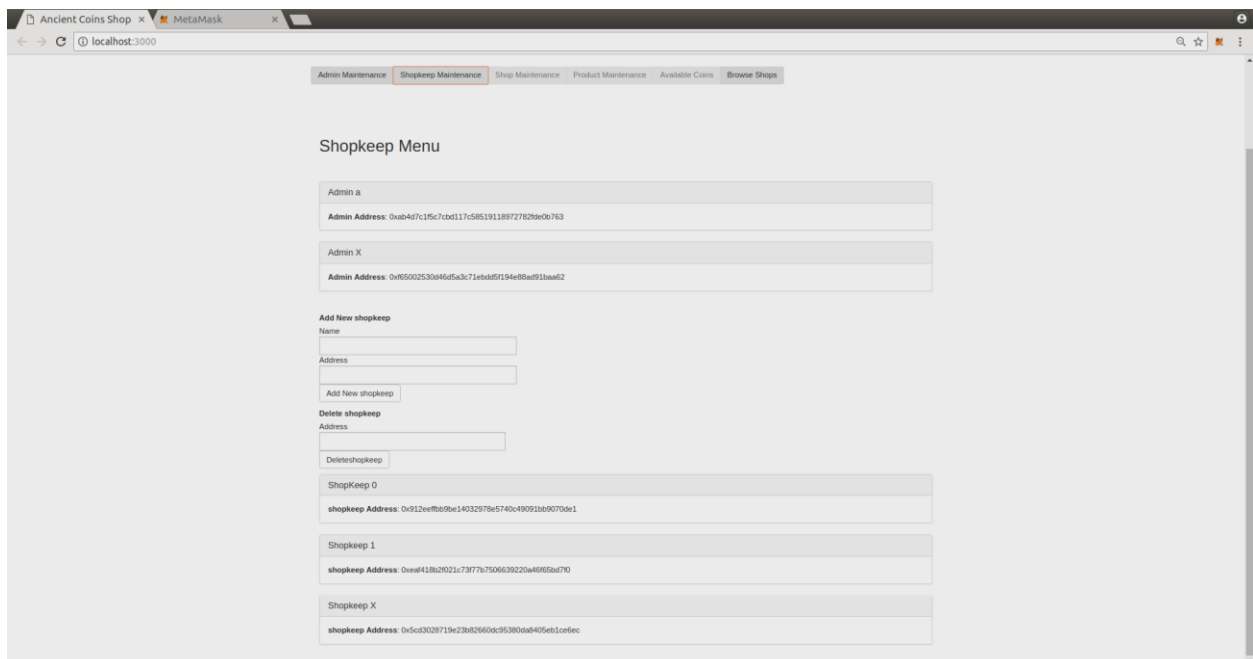 Ancient Coins Shop
MetaMask
localhost:3000
Admin Maintenance Shopkeep Maintenance Shop Maintenance Product Maintenance Available Coins Browse Shops
Shopkeep Menu
Admin a
Admin Address: 0xab4d7c1f5c7cbd117c58519118972782fde0b763
Admin X
Admin Address: 0xf65002530d46d5a3c71ebdd5f194e88ad91baa62
Add New shopkeep
Name
Address
Add New shopkeep
Delete shopkeep
Address
Deleteshopkeep
ShopKeep 0
shopkeep Address: 0x912eeffbb9be14032978e5740c49091bb9070de1
Shopkeep 1
shopkeep Address: 0xeaf418b2f021c73f77b7506639220a46f65bd7f0
Shopkeep X
shopkeep Address: 0x5cd3028719e23b82660dc95380da8405eb1ce6ec